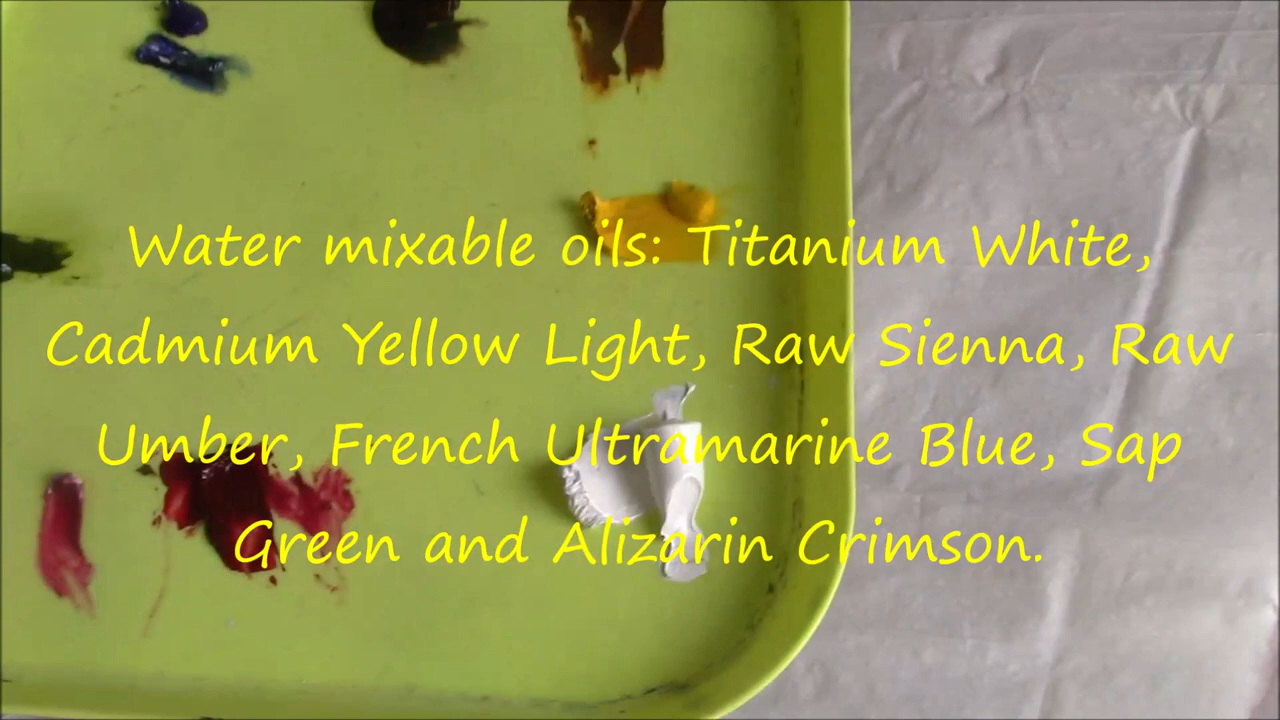 Water mixable oils: Titanium White,
Cadmium Yellow Light, Raw Sienna, Raw
Umber, French Ultramarine Blue, Sap
Green and Alizarin Crimson.